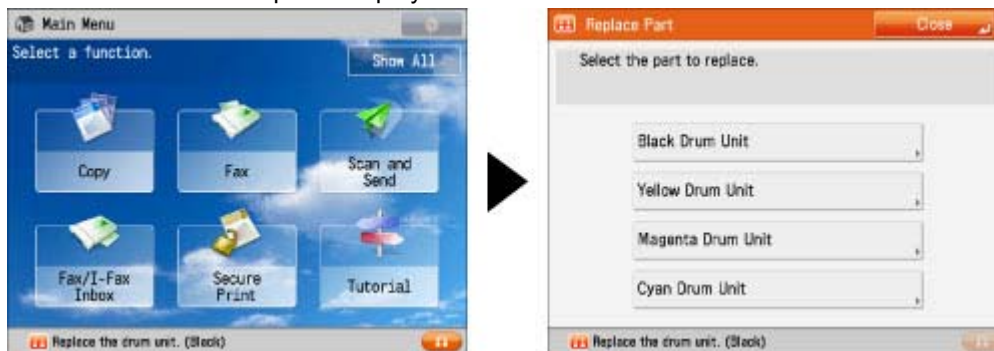 Main Menu
Select a function.
Show All
Copy
Fax
Scan and
Send
Fax/I-Fax
Inbox
Secure
Print
Tutorial
Replace the drum unit. (Black)
Replace Part
Close
Select the part to replace.
Black Drum Unit
Yellow Drum Unit
Magenta Drum Unit
Cyan Drum Unit
Replace the drum unit. (Black)